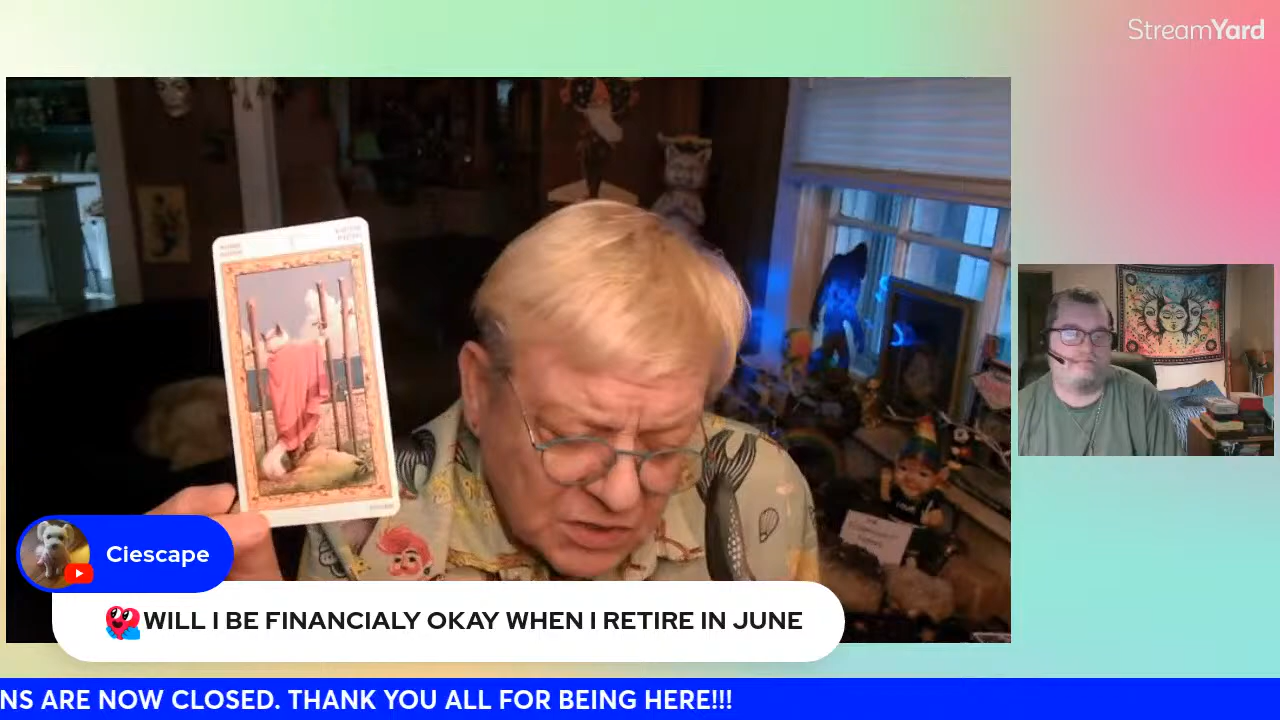 StreamYard
Ciescape
WILL I BE FINANCIALY OKAY WHEN I RETIRE IN JUNE
NS ARE NOW CLOSED. THANK YOU ALL FOR BEING HERE!!!